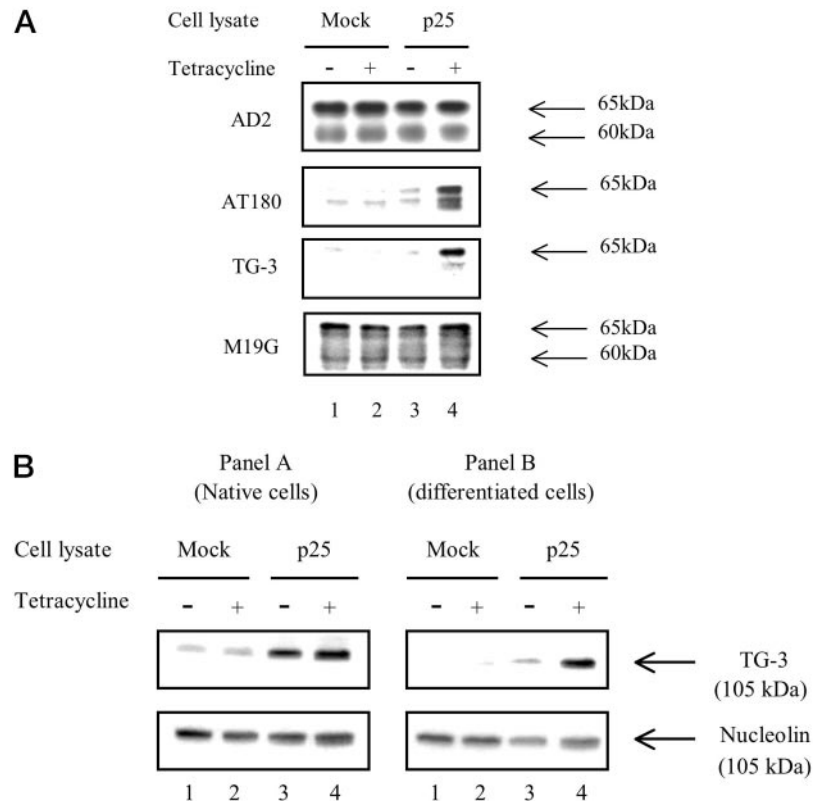 A
Cell lysate Mock p25
Tetracycline - + - +
AD2 65kDa
60kDa
AT180 65kDa
TG-3 65kDa
M19G 65kDa
60kDa
1 2 3 4
B
Panel A Panel B
(Native cells) (differentiated cells)
Cell lysate Mock p25 Mock p25
Tetracycline - + - + - + - +
TG-3
(105 kDa)
Nucleolin
(105 kDa)
1 2 3 4 1 2 3 4